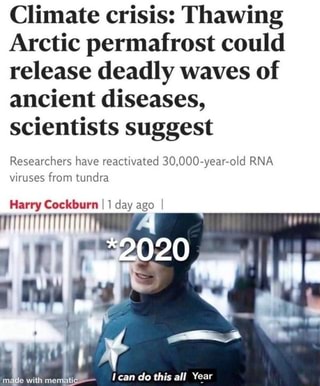 Climate crisis: Thawing
Arctic permafrost could
release deadly waves of
ancient diseases,
scientists suggest
Researchers have reactivated 30,000-year-old RNA
viruses from tundra
Harry Cockburn | 1 day ago |
A
*2020
I can do this all Year
made with mematic